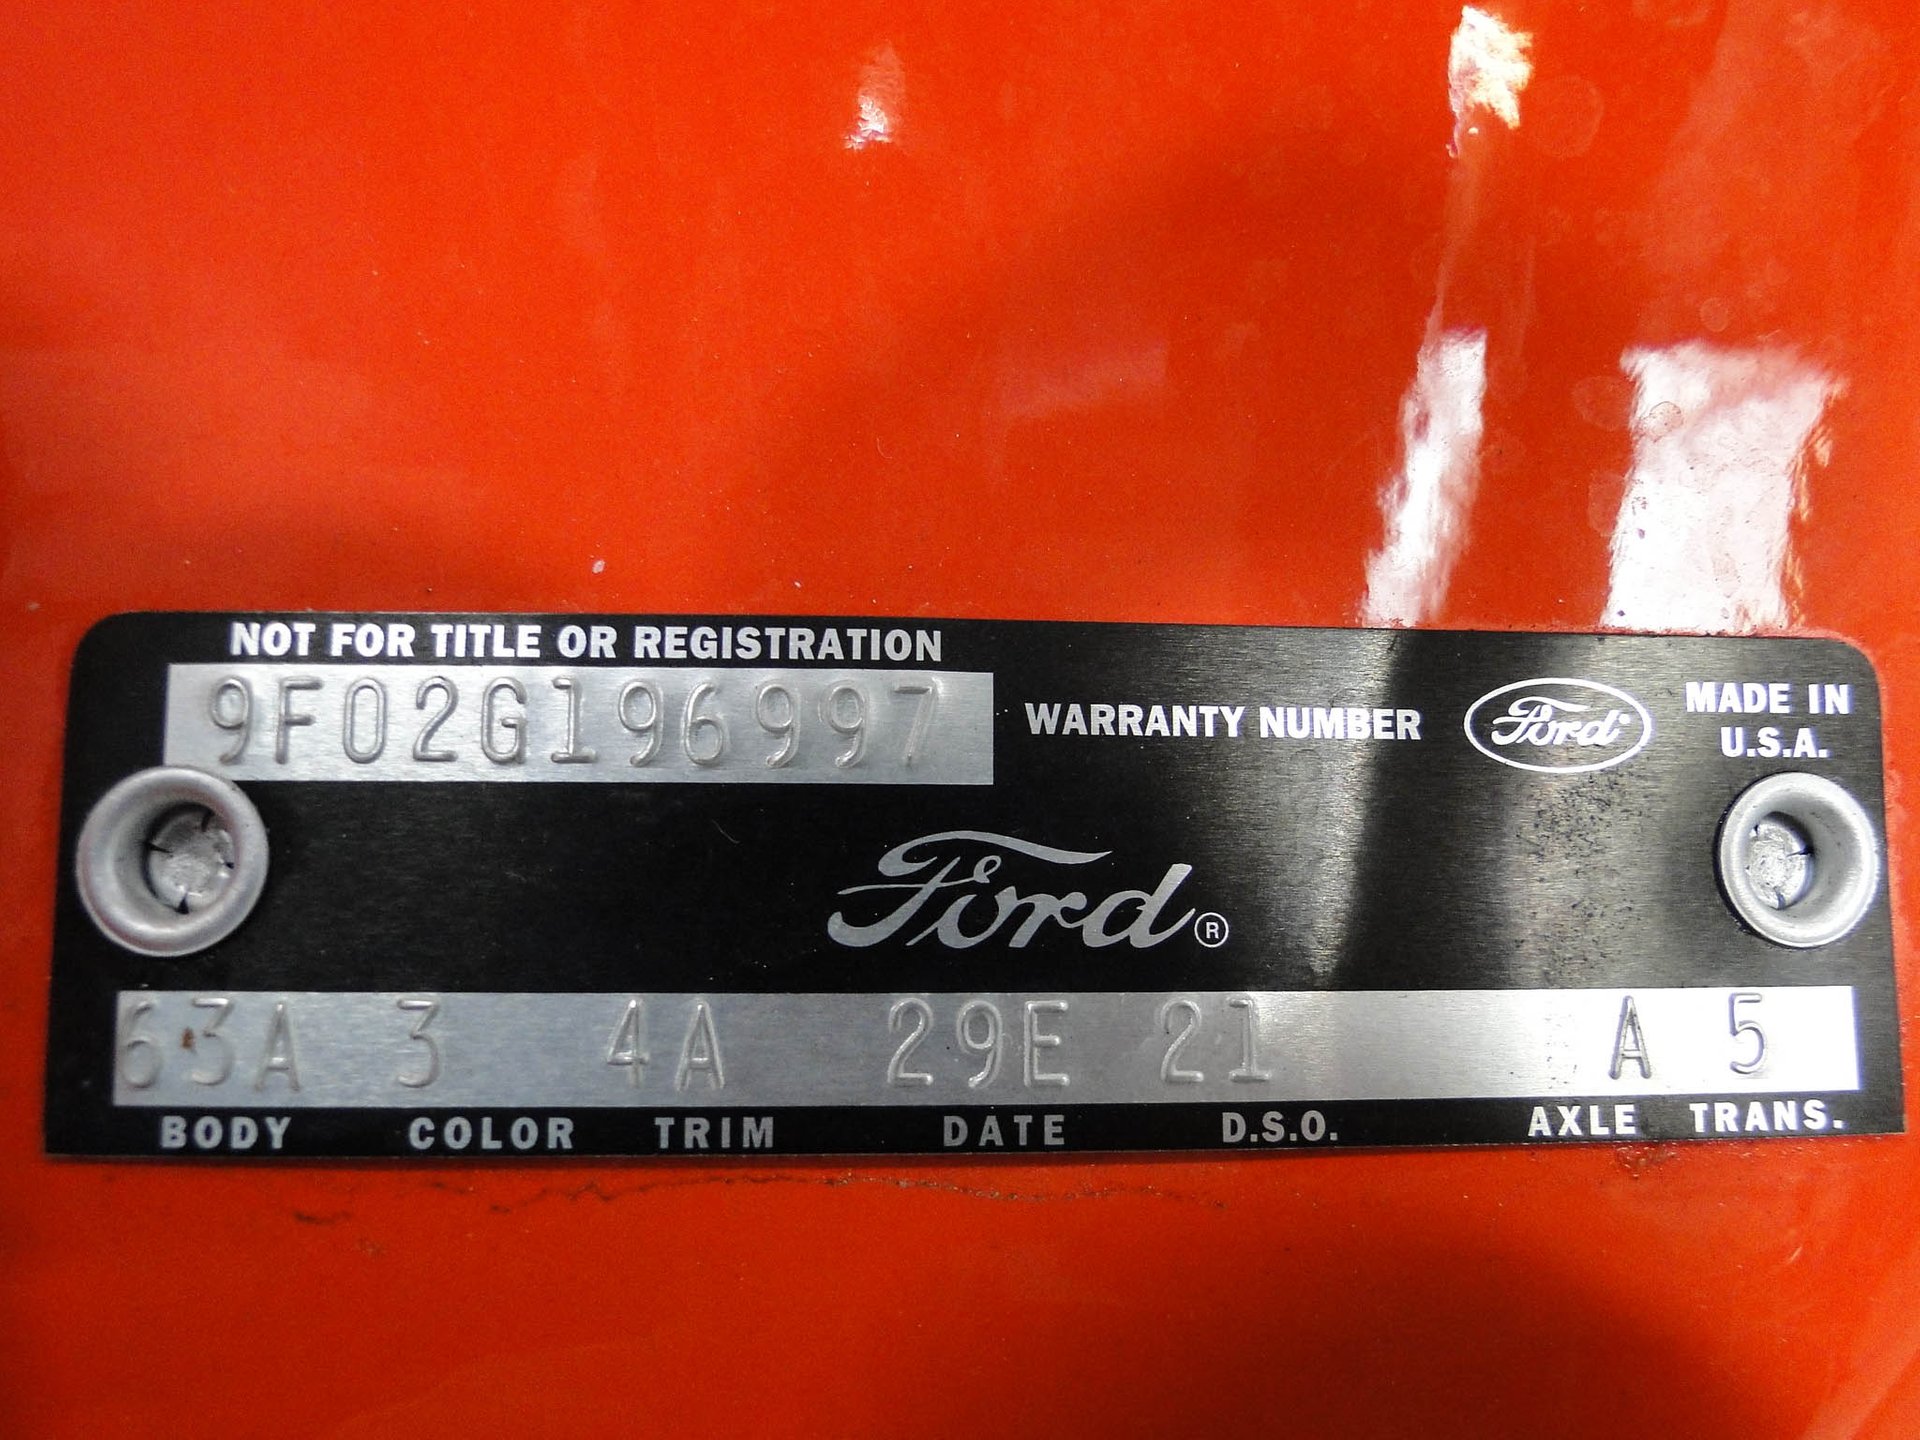 NOT FOR TITLE OR REGISTRATION
9F02G196997
WARRANTY NUMBER
Ford
MADE IN
U.S.A.
Ford®
63A 3 4A 29E 21 A 5
BODY COLOR TRIM DATE D.S.O. AXLE TRANS.